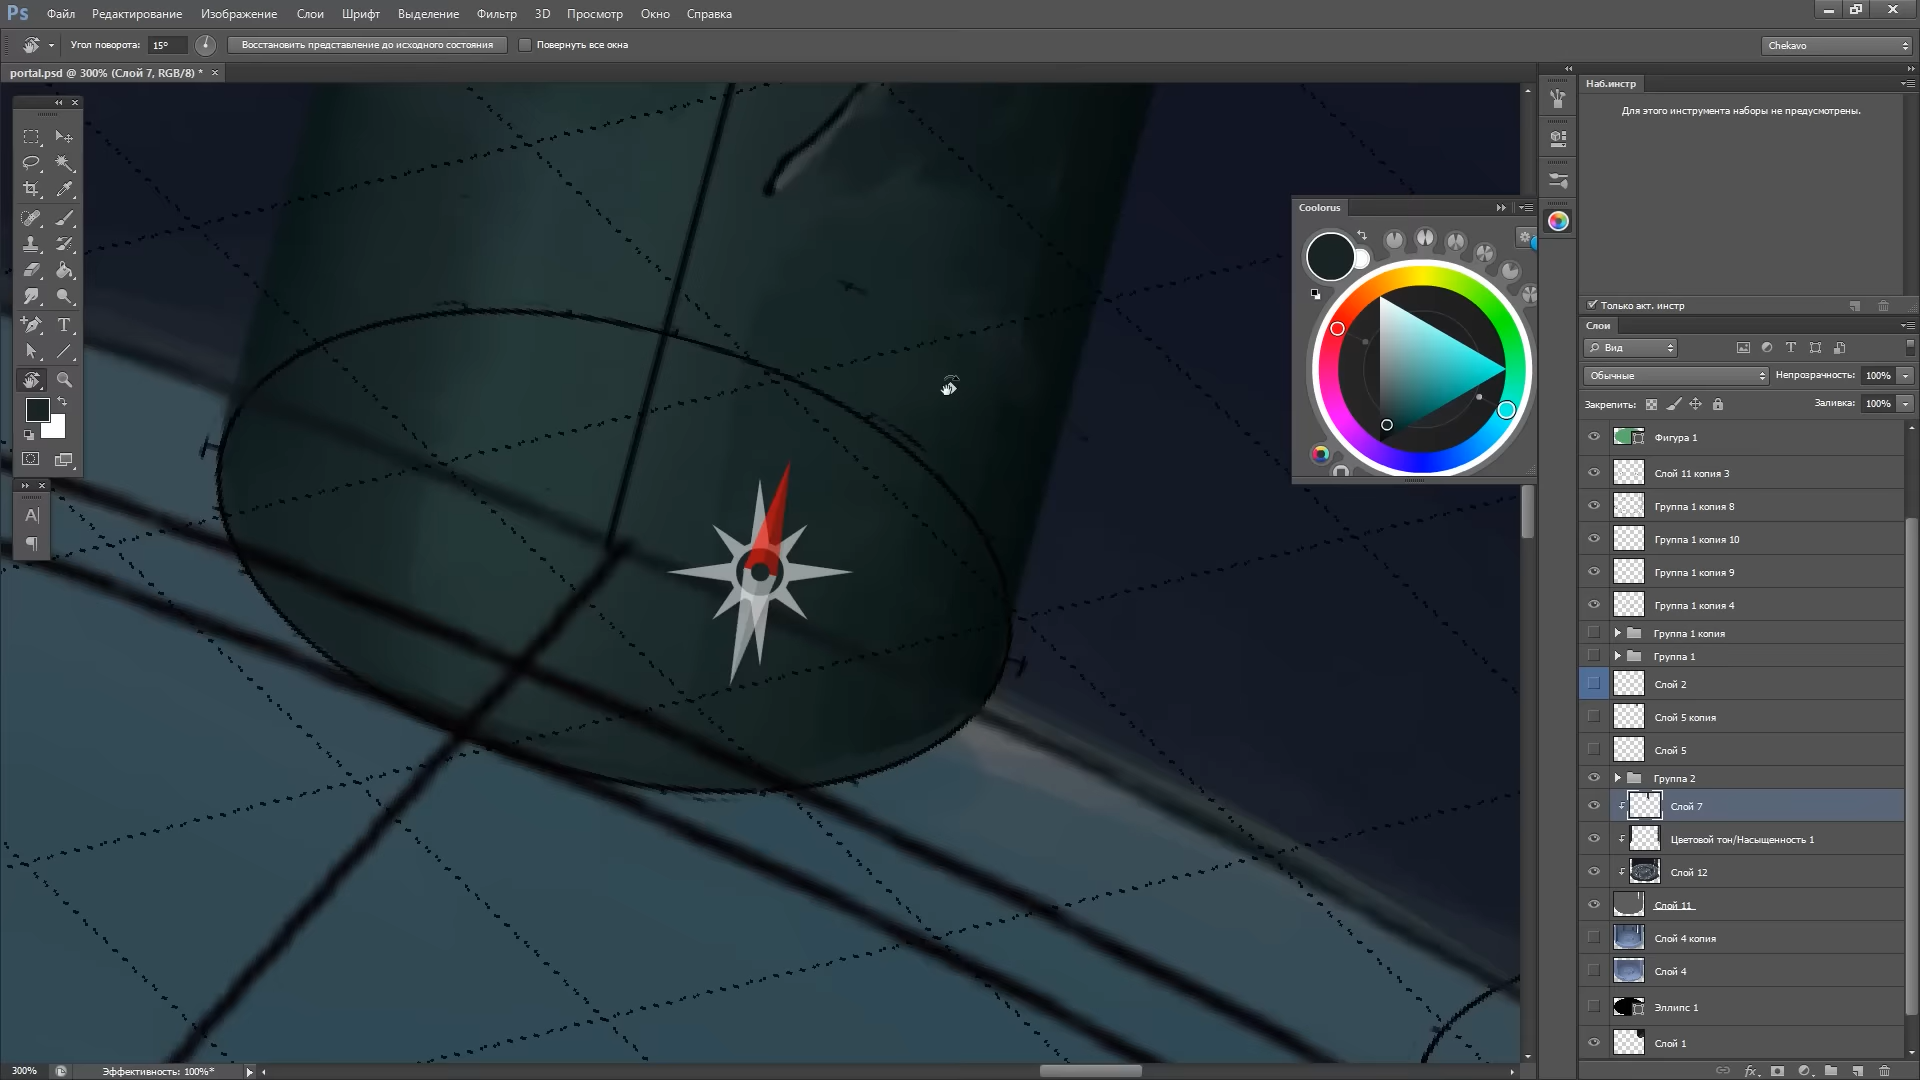 Ps Файл Редактирование Изображение Слои Шрифт Выделение Фильтр 3D Просмотр Окно Справка
Угол поворота: 15° Восстановить представление до исходного состояния Повернуть все окна Chekavo
portal.psd @ 300% (Слой 7, RGB/8) * ×
Наб.инстр
Для этого инструмента наборы не предусмотрены.
Coolorus
Только акт. инстр
Слои
Вид
Обычные Непрозрачность: 100%
Закрепить: Заливка: 100%
Фигура 1
Слой 11 копия 3
Группа 1 копия 8
Группа 1 копия 10
Группа 1 копия 9
Группа 1 копия 4
Группа 1 копия
Группа 1
Слой 2
Слой 5 копия
Слой 5
Группа 2
Слой 7
Цветовой тон/Насыщенность 1
Слой 12
Слой 11
Слой 4 копия
Слой 4
Эллипс 1
Слой 1
300% Эффективность: 100%*
fx